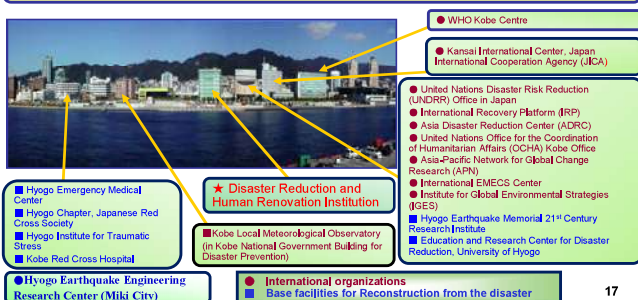 ● WHO Kobe Centre
● Kansai International Center, Japan
International Cooperation Agency (JICA)
● United Nations Disaster Risk Reduction
(UNDRR) Office in Japan
● International Recovery Platform (IRP)
● Asia Disaster Reduction Center (ADRC)
● United Nations Office for the Coordination
of Humanitarian Affairs (OCHA) Kobe Office
● Asia-Pacific Network for Global Change
Research (APN)
● International EMECS Center
● Institute for Global Environmental Strategies
(IGES)
■ Hyogo Earthquake Memorial 21st Century
Research Institute
■ Education and Research Center for Disaster
Reduction, University of Hyogo
■ Hyogo Emergency Medical
Center
■ Hyogo Chapter, Japanese Red
Cross Society
■ Hyogo Institute for Traumatic
Stress
■ Kobe Red Cross Hospital
★ Disaster Reduction and
Human Renovation Institution
■Kobe Local Meteorological Observatory
(in Kobe National Government Building for
Disaster Prevention)
●Hyogo Earthquake Engineering
Research Center (Miki City)
● International organizations
■ Base facilities for Reconstruction from the disaster
17